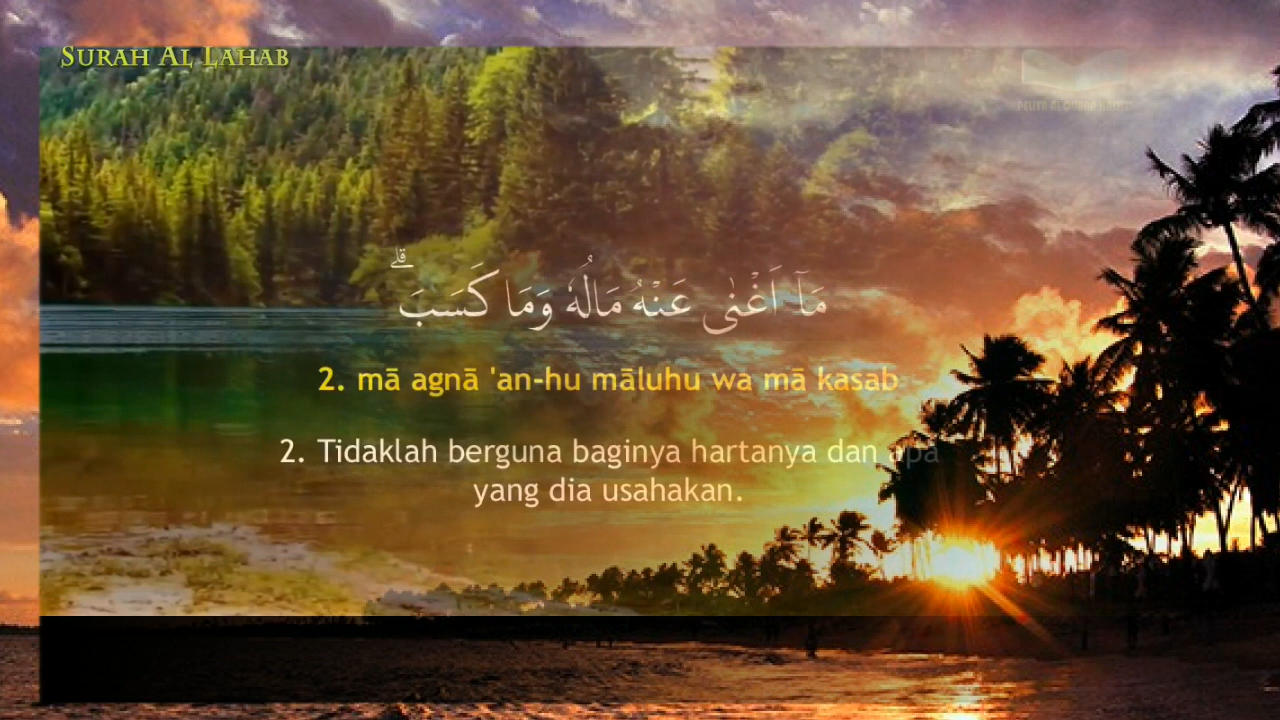 SURAH AL LAHAB
مَآ اَغْنٰى عَنْهُ مَالُهٗ وَمَا كَسَبَۗ
2. mā agnā 'an-hu māluhu wa mā kasab
2. Tidaklah berguna baginya hartanya dan apa
yang dia usahakan.